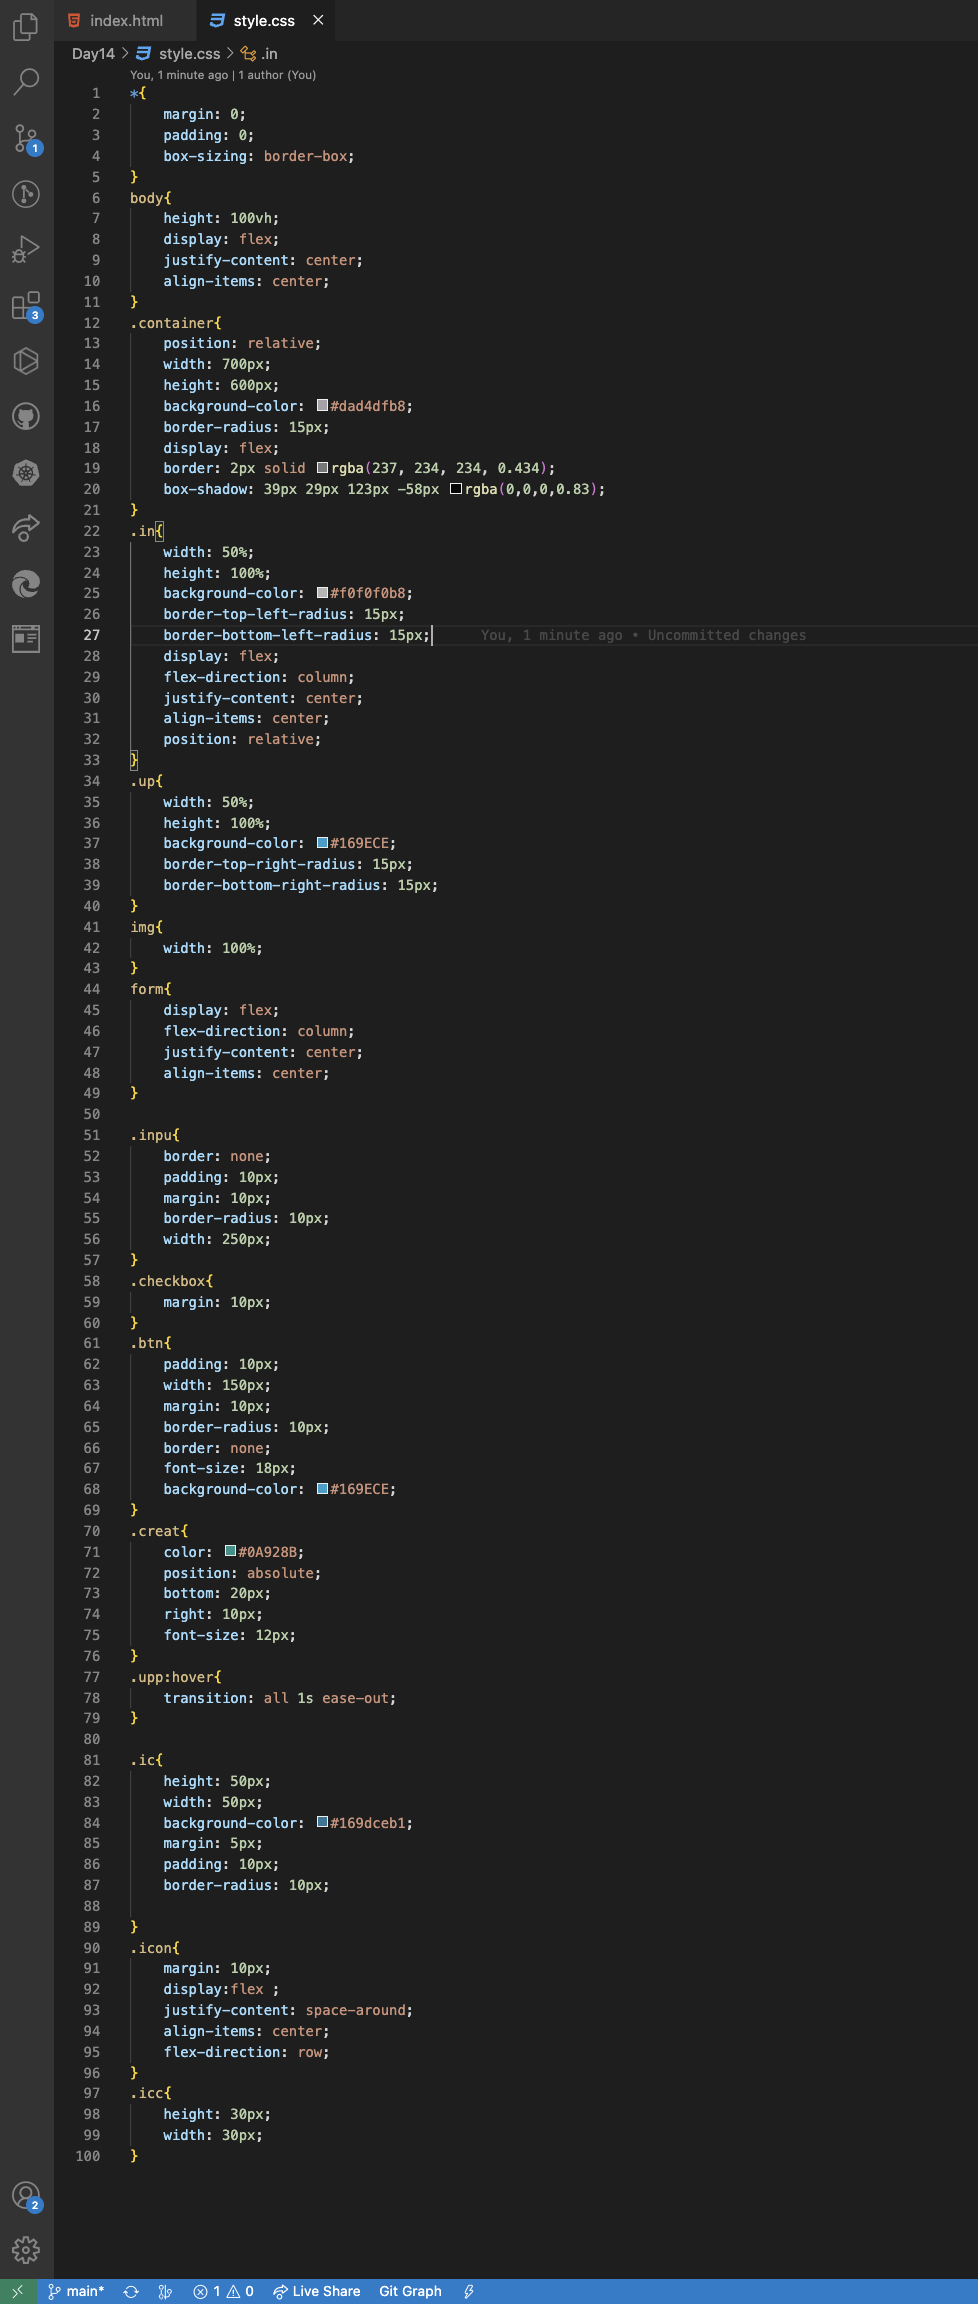 index.html
style.css ×
Day14 > style.css > .in
You, 1 minute ago | 1 author (You)
1 *{
2 margin: 0;
3 padding: 0;
4 box-sizing: border-box;
5 }
6 body{
7 height: 100vh;
8 display: flex;
9 justify-content: center;
10 align-items: center;
11 }
12 .container{
13 position: relative;
14 width: 700px;
15 height: 600px;
16 background-color: #dad4dfb8;
17 border-radius: 15px;
18 display: flex;
19 border: 2px solid rgba(237, 234, 234, 0.434);
20 box-shadow: 39px 29px 123px -58px rgba(0,0,0,0.83);
21 }
22 .in{
23 width: 50%;
24 height: 100%;
25 background-color: #f0f0f0b8;
26 border-top-left-radius: 15px;
27 border-bottom-left-radius: 15px; You, 1 minute ago • Uncommitted changes
28 display: flex;
29 flex-direction: column;
30 justify-content: center;
31 align-items: center;
32 position: relative;
33 }
34 .up{
35 width: 50%;
36 height: 100%;
37 background-color: #169ECE;
38 border-top-right-radius: 15px;
39 border-bottom-right-radius: 15px;
40 }
41 img{
42 width: 100%;
43 }
44 form{
45 display: flex;
46 flex-direction: column;
47 justify-content: center;
48 align-items: center;
49 }
50
51 .inpu{
52 border: none;
53 padding: 10px;
54 margin: 10px;
55 border-radius: 10px;
56 width: 250px;
57 }
58 .checkbox{
59 margin: 10px;
60 }
61 .btn{
62 padding: 10px;
63 width: 150px;
64 margin: 10px;
65 border-radius: 10px;
66 border: none;
67 font-size: 18px;
68 background-color: #169ECE;
69 }
70 .creat{
71 color: #0A928B;
72 position: absolute;
73 bottom: 20px;
74 right: 10px;
75 font-size: 12px;
76 }
77 .upp:hover{
78 transition: all 1s ease-out;
79 }
80
81 .ic{
82 height: 50px;
83 width: 50px;
84 background-color: #169dceb1;
85 margin: 5px;
86 padding: 10px;
87 border-radius: 10px;
88
89 }
90 .icon{
91 margin: 10px;
92 display:flex ;
93 justify-content: space-around;
94 align-items: center;
95 flex-direction: row;
96 }
97 .icc{
98 height: 30px;
99 width: 30px;
100 }
1
3
2
main* 1 0 Live Share Git Graph